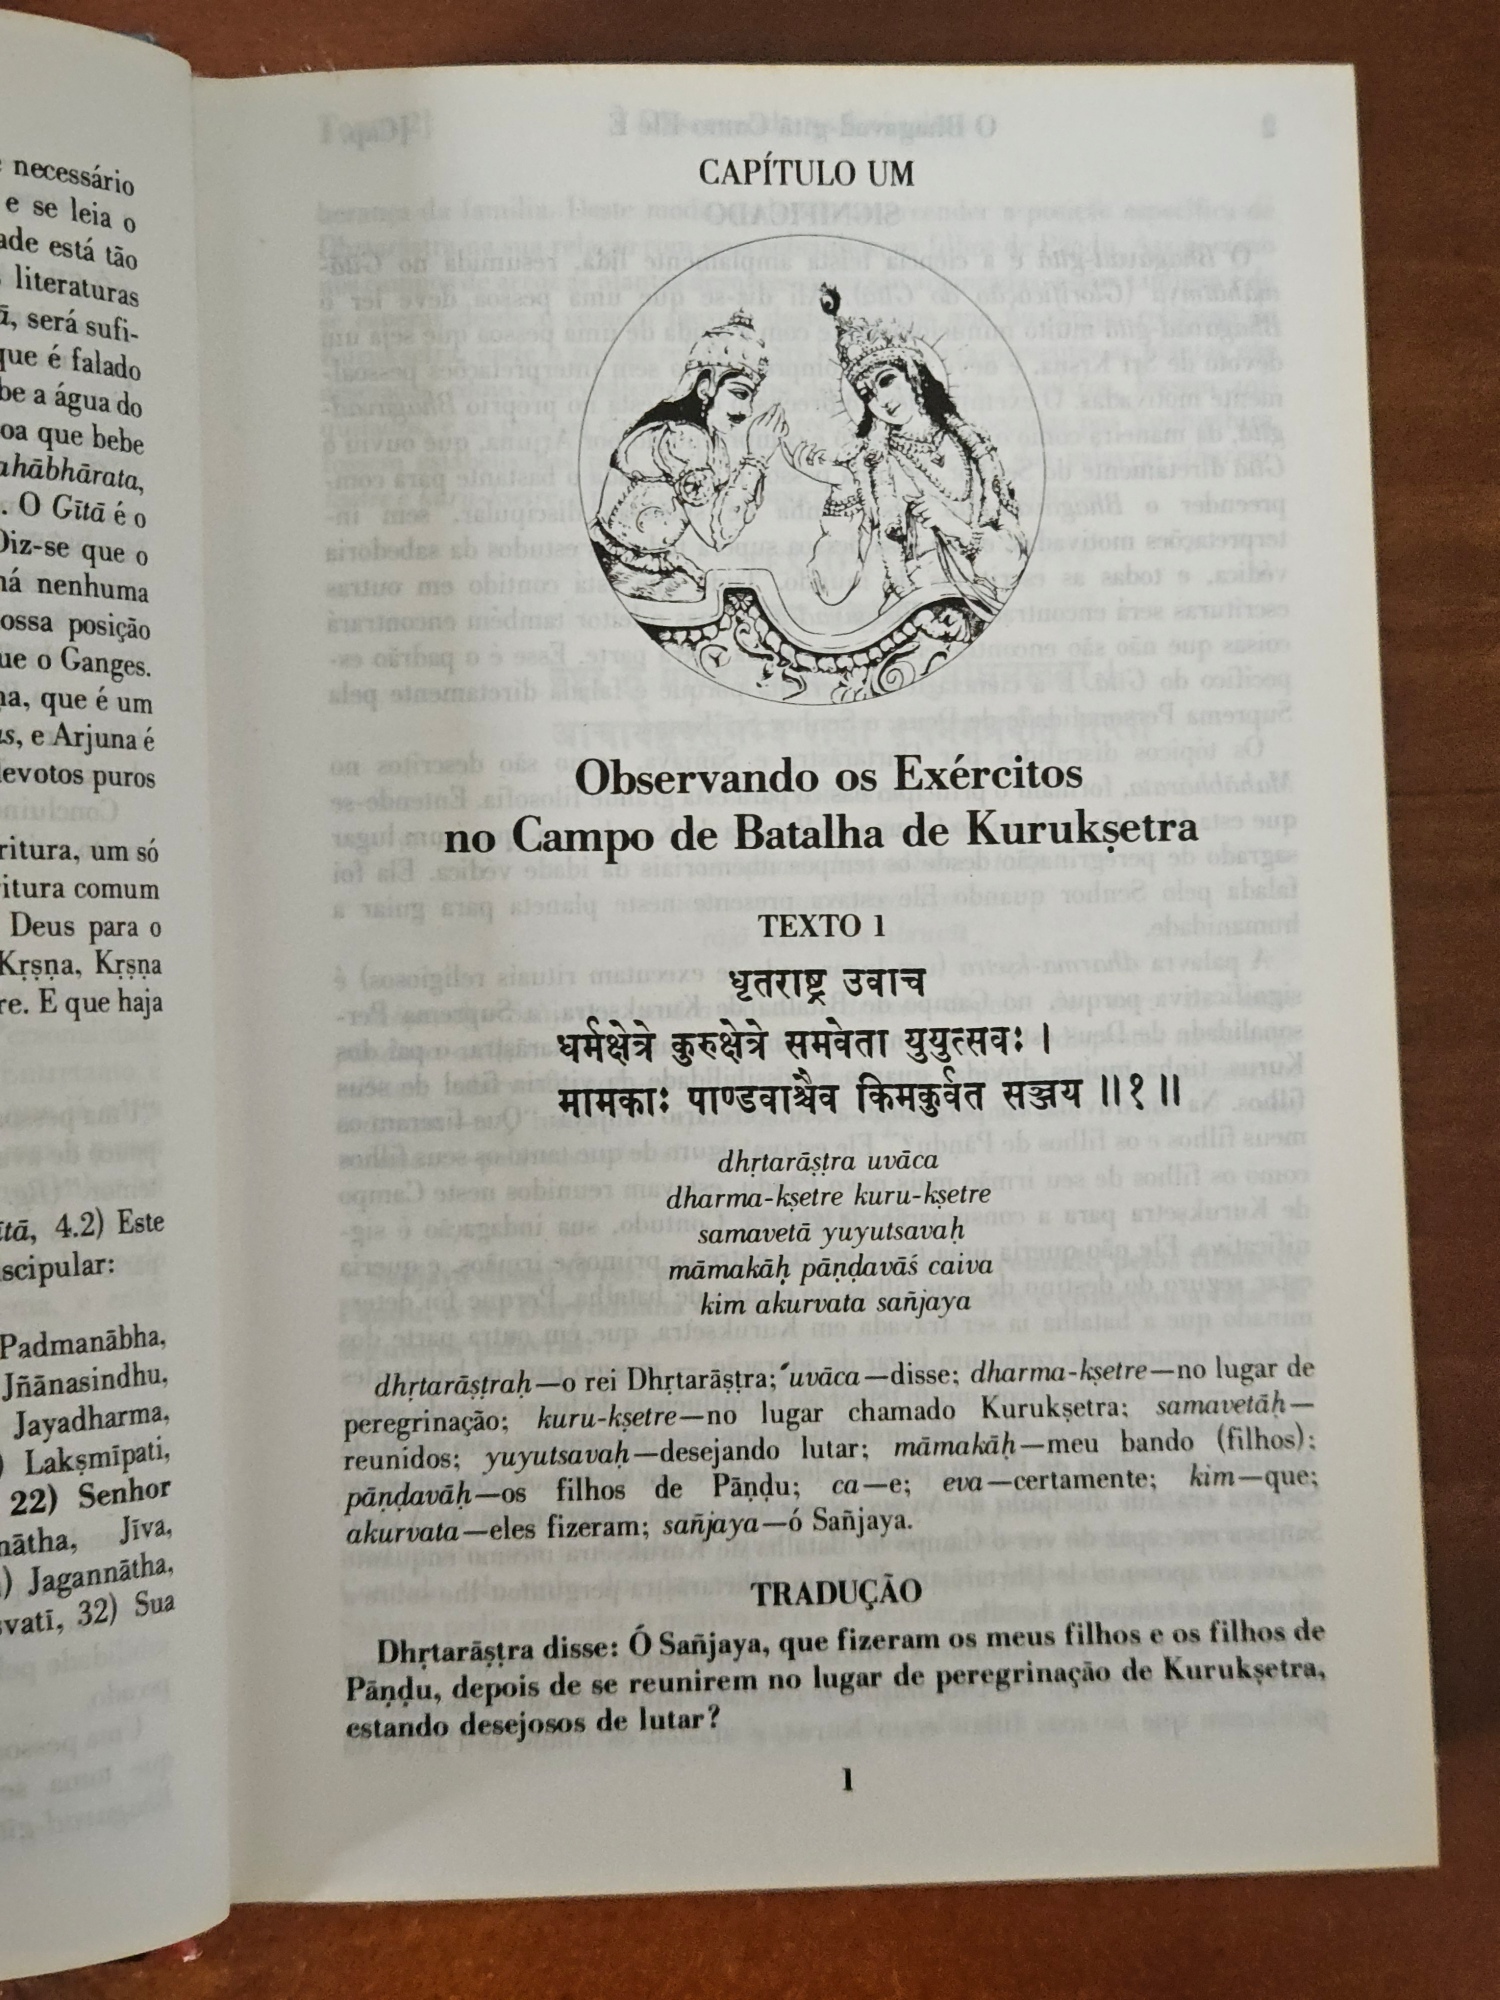 necessário
e se leia o
ade está tão
literaturas
, será sufi-
que é falado
be a água do
oa que bebe
ahābhārata,
. O Gītā é o
Diz-se que o
há nenhuma
ossa posição
ue o Ganges.
ṇa, que é um
s, e Arjuna é
devotos puros
ritura, um só
ritura comum
Deus para o
Kṛṣṇa, Kṛṣṇa
re. E que haja
ītā, 4.2) Este
scipular:
Padmanābha,
Jñānasindhu,
Jayadharma,
) Lakṣmīpati,
22) Senhor
nātha, Jīva,
) Jagannātha,
svatī, 32) Sua
CAPÍTULO UM
Observando os Exércitos
no Campo de Batalha de Kurukṣetra
TEXTO 1
धृतराष्ट्र उवाच
धर्मक्षेत्रे कुरुक्षेत्रे समवेता युयुत्सवः ।
मामकाः पाण्डवाश्चैव किमकुर्वत सञ्जय ॥१॥
dhṛtarāṣṭra uvāca
dharma-kṣetre kuru-kṣetre
samavetā yuyutsavaḥ
māmakāḥ pāṇḍavāś caiva
kim akurvata sañjaya
dhṛtarāṣṭraḥ—o rei Dhṛtarāṣṭra; uvāca—disse; dharma-kṣetre—no lugar de
peregrinação; kuru-kṣetre—no lugar chamado Kurukṣetra; samavetāḥ—
reunidos; yuyutsavaḥ—desejando lutar; māmakāḥ—meu bando (filhos);
pāṇḍavāḥ—os filhos de Pāṇḍu; ca—e; eva—certamente; kim—que;
akurvata—eles fizeram; sañjaya—ó Sañjaya.
TRADUÇÃO
Dhṛtarāṣṭra disse: Ó Sañjaya, que fizeram os meus filhos e os filhos de
Pāṇḍu, depois de se reunirem no lugar de peregrinação de Kurukṣetra,
estando desejosos de lutar?
1